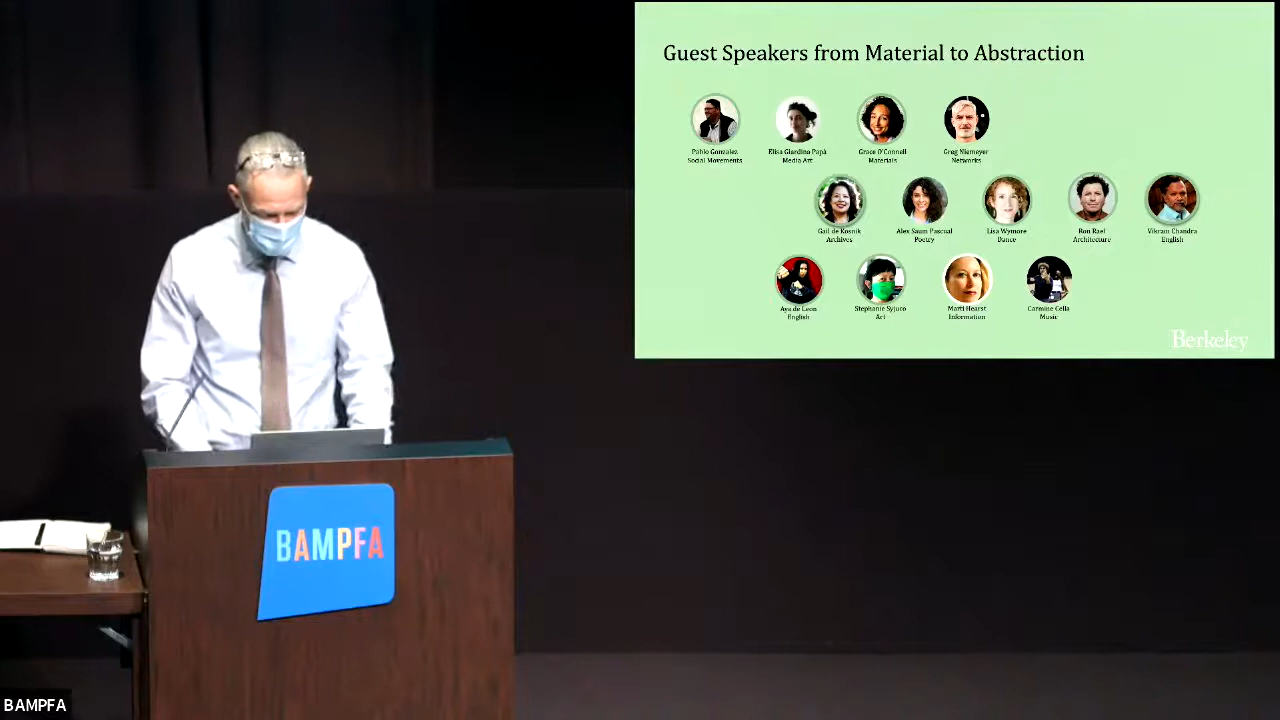 Guest Speakers from Material to Abstraction
Pablo Gonzalez
Social Movements
Elisa Giardina Papa
Media Art
Grace O'Connell
Materials
Greg Niemeyer
Networks
Gail de Kosnik
Archives
Alex Saum Pascual
Poetry
Lisa Wymore
Dance
Ron Rael
Architecture
Vikram Chandra
English
Aya de Leon
English
Stephanie Syjuco
Art
Marti Hearst
Information
Carmine Cella
Music
Berkeley
BAMPFA
BAMPFA